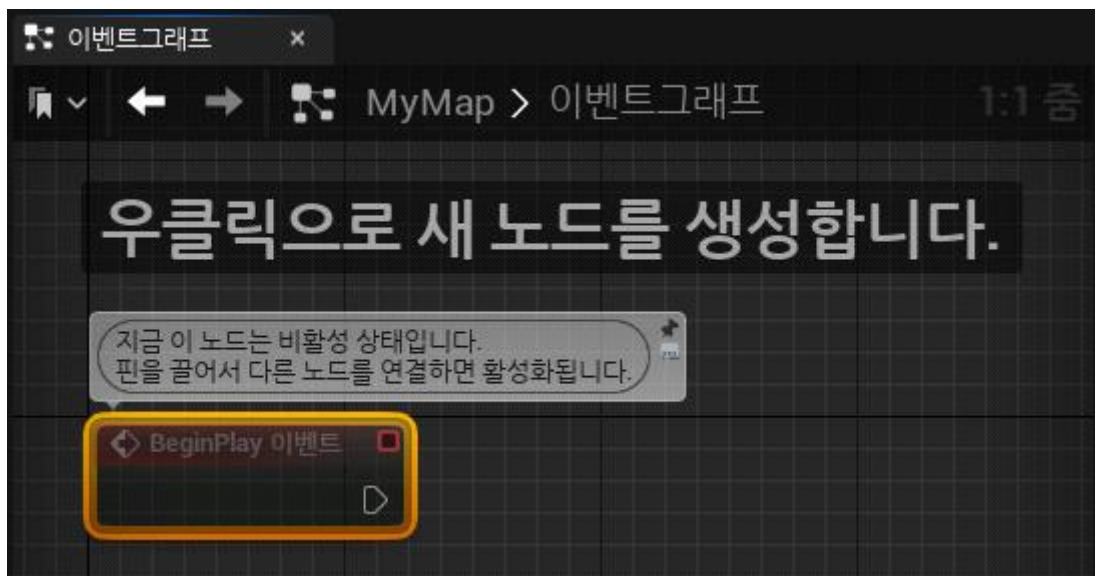 이벤트그래프
MyMap > 이벤트그래프 1:1 줌
우클릭으로 새 노드를 생성합니다.
지금 이 노드는 비활성 상태입니다.
핀을 끌어서 다른 노드를 연결하면 활성화됩니다.
BeginPlay 이벤트